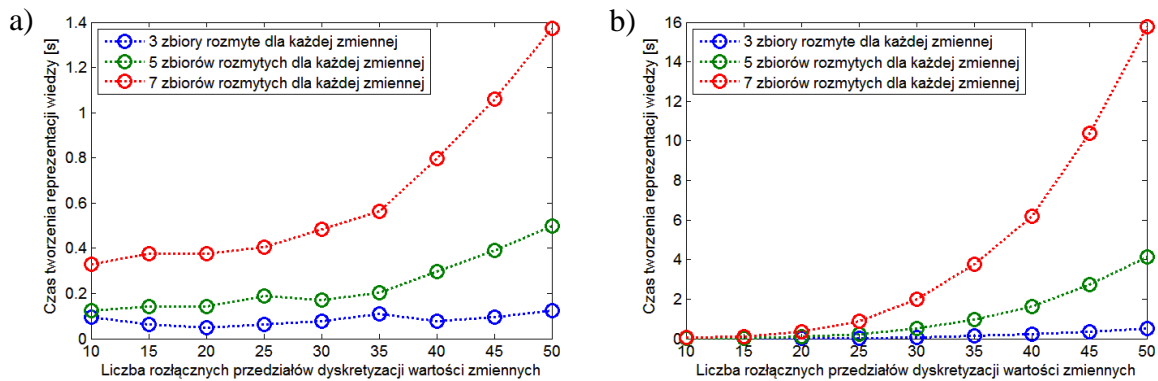 a)
1.4
1.2
1
0.8
0.6
0.4
0.2
0
Czas tworzenia reprezentacji wiedzy [s]
3 zbiory rozmyte dla każdej zmiennej
5 zbiorów rozmytych dla każdej zmiennej
7 zbiorów rozmytych dla każdej zmiennej
10 15 20 25 30 35 40 45 50
Liczba rozłącznych przedziałów dyskretyzacji wartości zmiennych
b)
16
14
12
10
8
6
4
2
0
Czas tworzenia reprezentacji wiedzy [s]
3 zbiory rozmyte dla każdej zmiennej
5 zbiorów rozmytych dla każdej zmiennej
7 zbiorów rozmytych dla każdej zmiennej
10 15 20 25 30 35 40 45 50
Liczba rozłącznych przedziałów dyskretyzacji wartości zmiennych